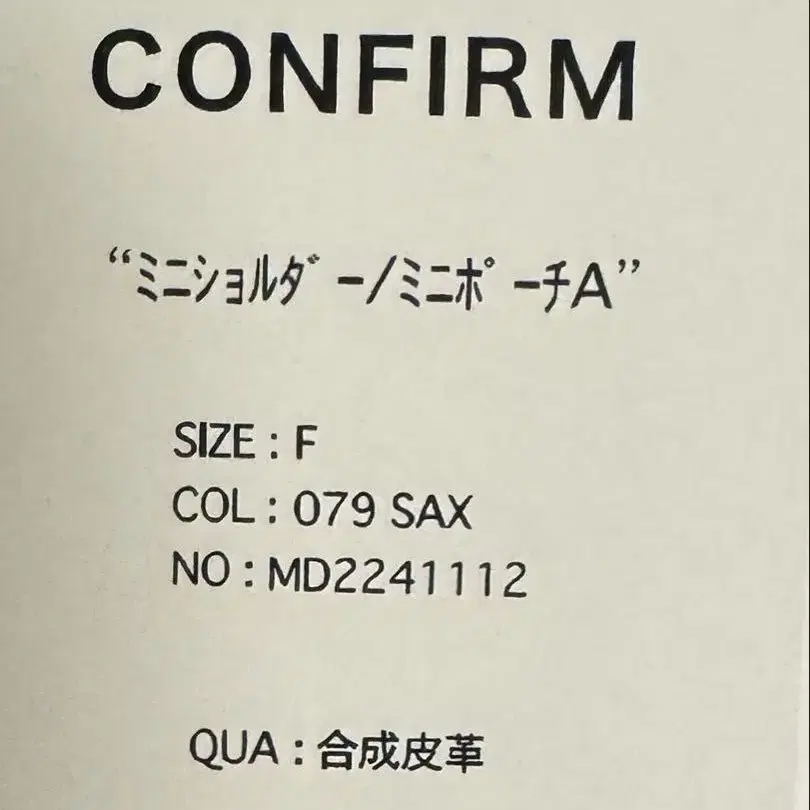 CONFIRM
“ﾐﾆショﾙﾀﾞｰ/ﾐﾆﾎﾟｰﾁA”
SIZE : F
COL : 079 SAX
NO : MD2241112
QUA : 合成皮革